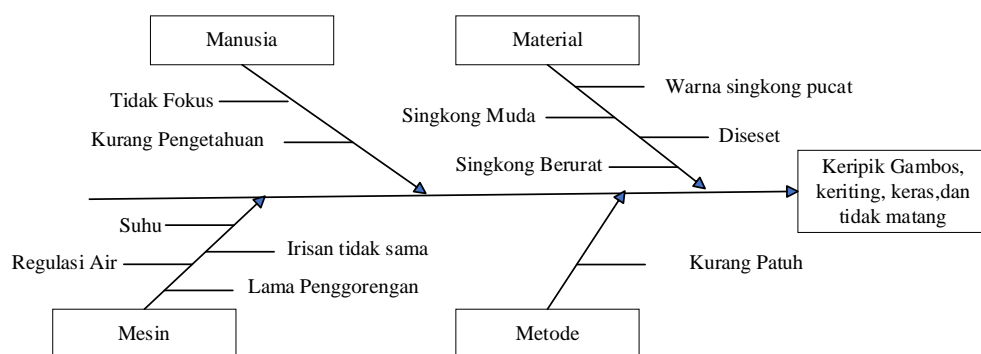 Manusia
Material
Tidak Fokus
Kurang Pengetahuan
Warna singkong pucat
Singkong Muda
Diseset
Singkong Berurat
Keripik Gambos,
keriting, keras,dan
tidak matang
Suhu
Irisan tidak sama
Regulasi Air
Lama Penggorengan
Kurang Patuh
Mesin
Metode